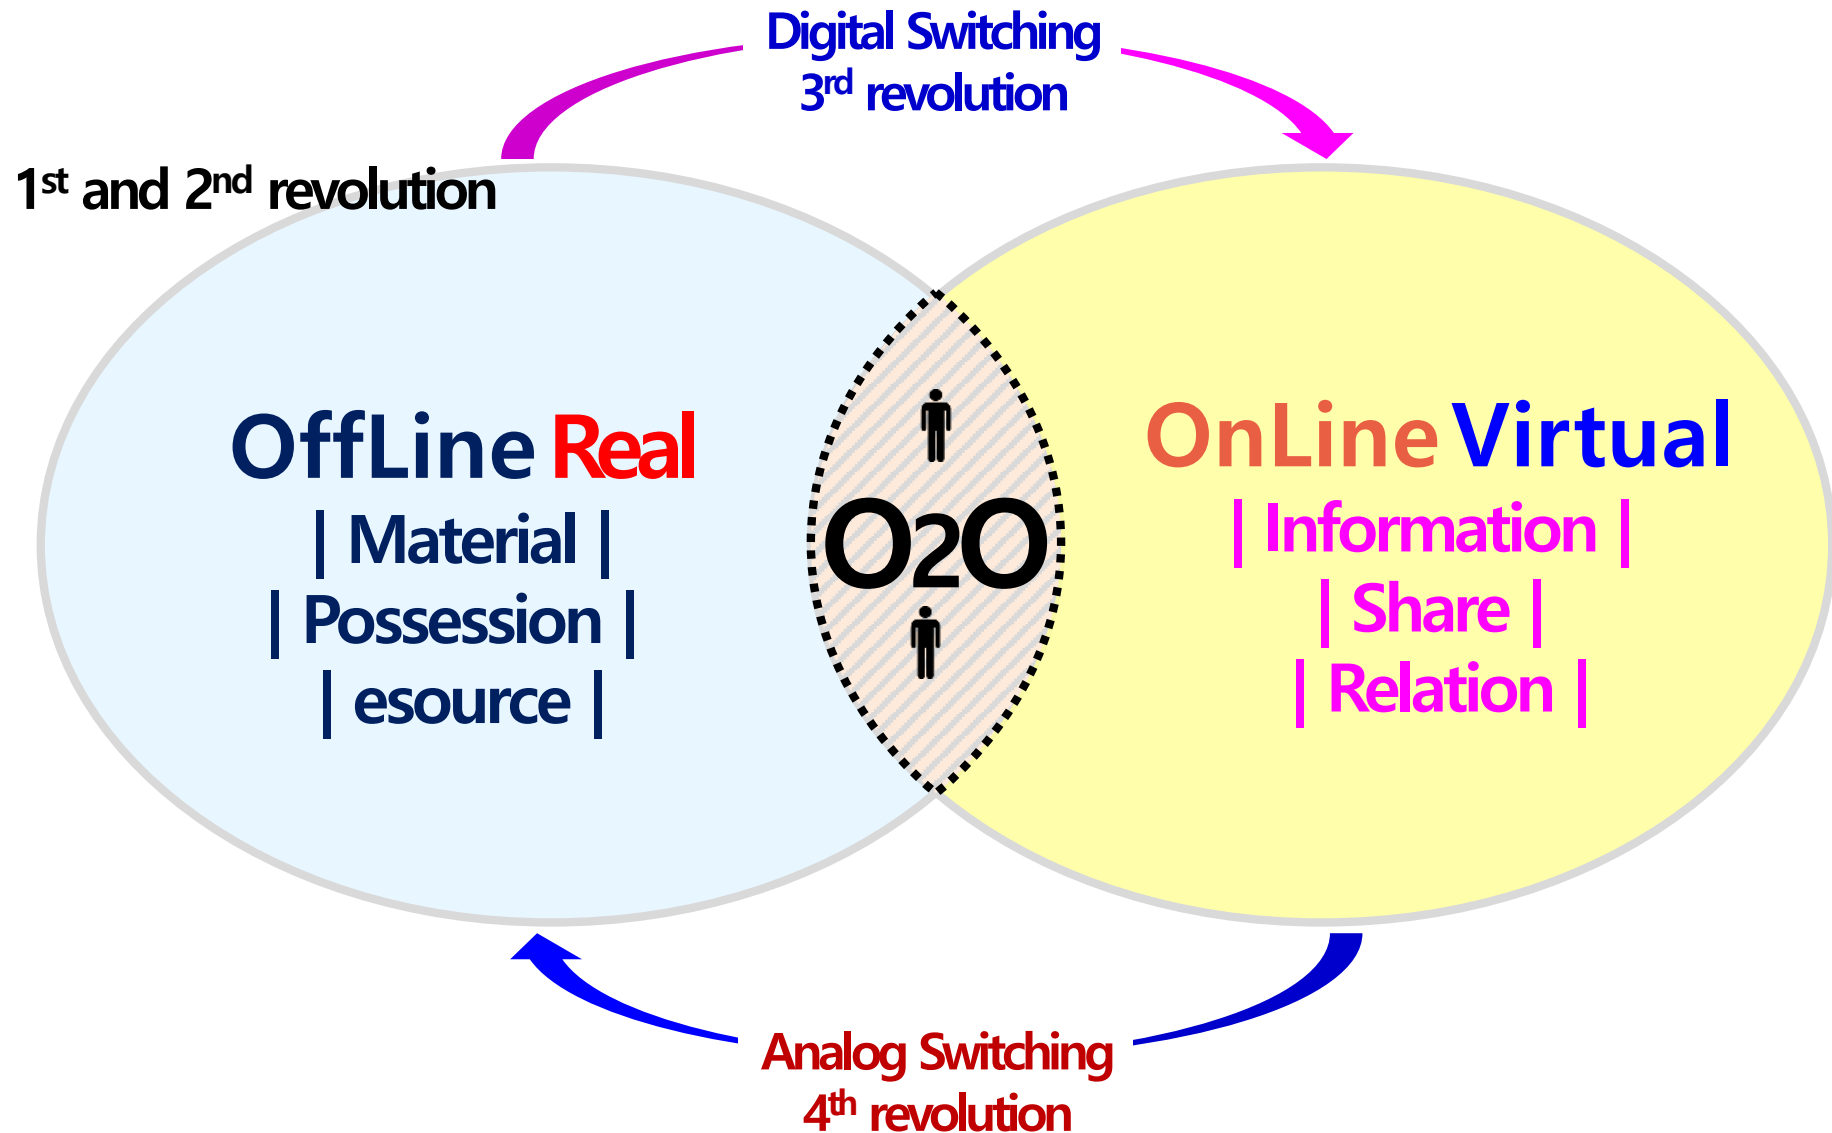 Digital Switching
3rd revolution
1st and 2nd revolution
OffLine Real
| Material |
| Possession |
| esource |
O2O
OnLine Virtual
| Information |
| Share |
| Relation |
Analog Switching
4th revolution